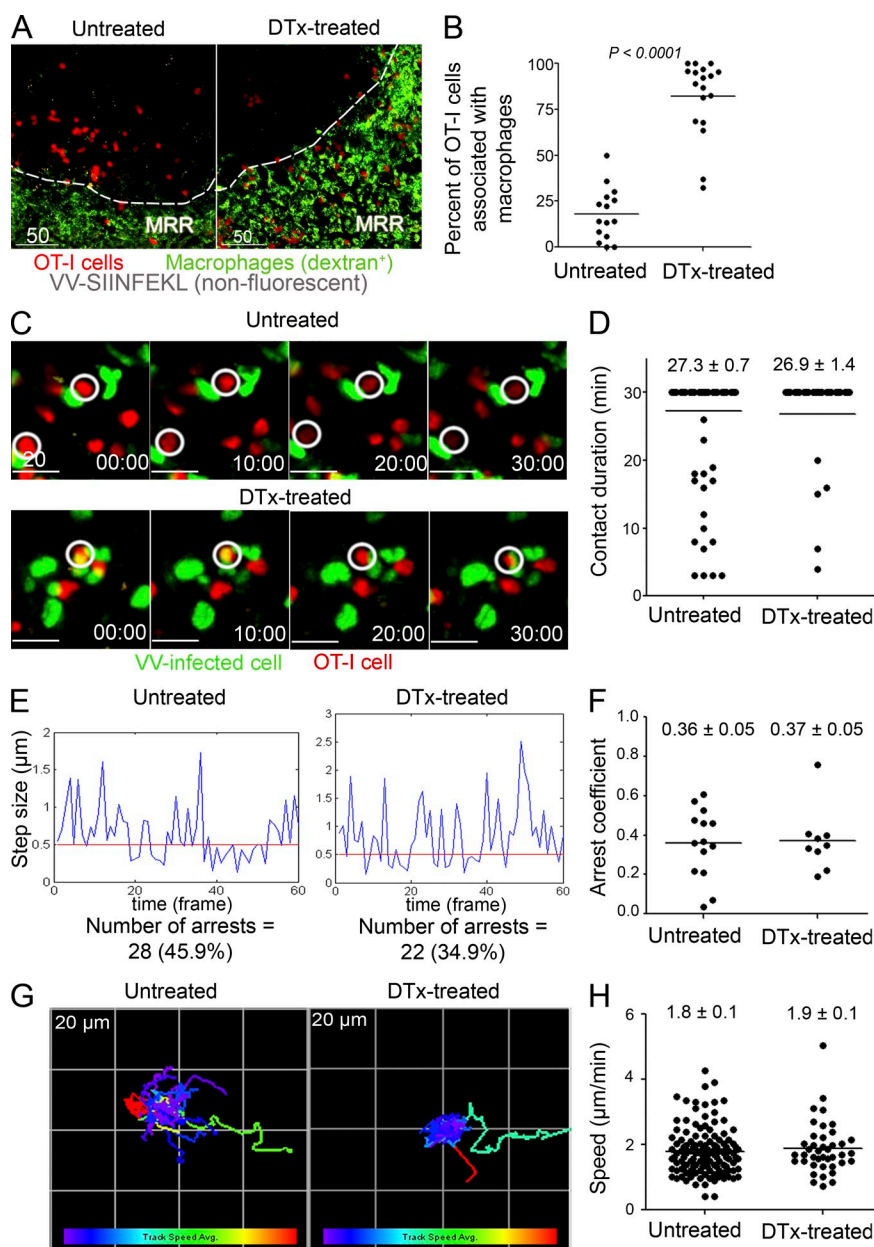 A
Untreated
DTx-treated
MRR
MRR
50
50
OT-I cells
Macrophages (dextran+)
VV-SIINFEKL (non-fluorescent)
B
P < 0.0001
Percent of OT-I cells
associated with
macrophages
100
75
50
25
0
Untreated
DTx-treated
C
Untreated
20
00:00
10:00
20:00
30:00
DTx-treated
00:00
10:00
20:00
30:00
VV-infected cell
OT-I cell
D
27.3 ± 0.7
26.9 ± 1.4
Contact duration (min)
40
30
20
10
0
Untreated
DTx-treated
E
Untreated
Step size (µm)
2
1.5
1
0.5
0
0 20 40 60
time (frame)
Number of arrests =
28 (45.9%)
DTx-treated
3
2.5
2
1.5
1
0.5
0
0 20 40 60
time (frame)
Number of arrests =
22 (34.9%)
F
0.36 ± 0.05
0.37 ± 0.05
Arrest coefficient
1.0
0.8
0.6
0.4
0.2
0.0
Untreated
DTx-treated
G
Untreated
20 µm
Track Speed Avg.
DTx-treated
20 µm
Track Speed Avg.
H
1.8 ± 0.1
1.9 ± 0.1
Speed (µm/min)
6
4
2
0
Untreated
DTx-treated